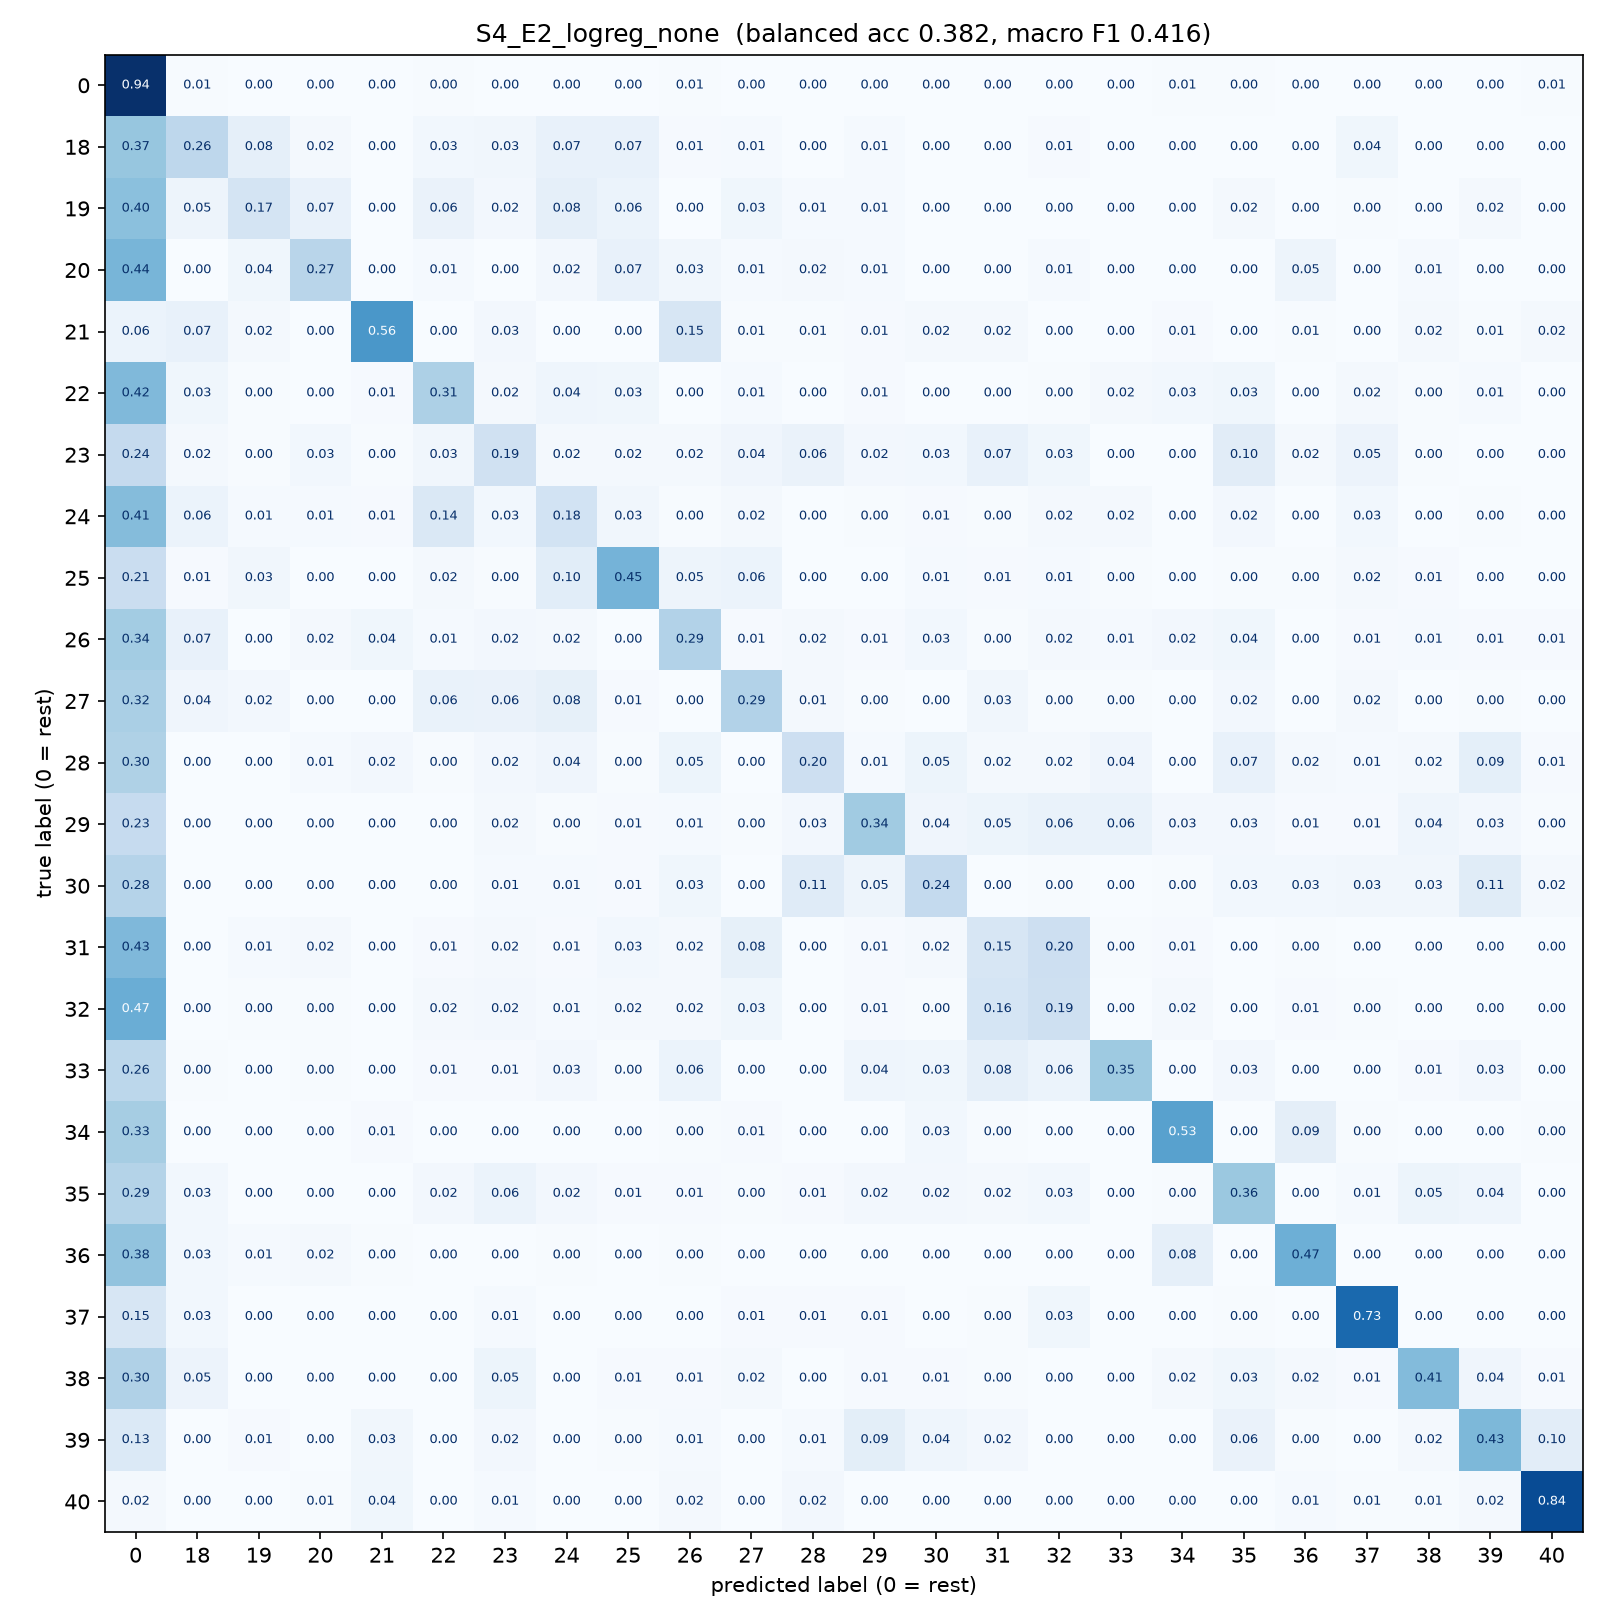 S4_E2_logreg_none  (balanced acc 0.382, macro F1 0.416)
0 0.94 0.01 0.00 0.00 0.00 0.00 0.00 0.00 0.00 0.01 0.00 0.00 0.00 0.00 0.00 0.00 0.00 0.01 0.00 0.00 0.00 0.00 0.00 0.01
18 0.37 0.26 0.08 0.02 0.00 0.03 0.03 0.07 0.07 0.01 0.01 0.00 0.01 0.00 0.00 0.01 0.00 0.00 0.00 0.00 0.04 0.00 0.00 0.00
19 0.40 0.05 0.17 0.07 0.00 0.06 0.02 0.08 0.06 0.00 0.03 0.01 0.01 0.00 0.00 0.00 0.00 0.00 0.02 0.00 0.00 0.00 0.02 0.00
20 0.44 0.00 0.04 0.27 0.00 0.01 0.00 0.02 0.07 0.03 0.01 0.02 0.01 0.00 0.00 0.01 0.00 0.00 0.00 0.05 0.00 0.01 0.00 0.00
21 0.06 0.07 0.02 0.00 0.56 0.00 0.03 0.00 0.00 0.15 0.01 0.01 0.01 0.02 0.02 0.00 0.00 0.01 0.00 0.01 0.00 0.02 0.01 0.02
22 0.42 0.03 0.00 0.00 0.01 0.31 0.02 0.04 0.03 0.00 0.01 0.00 0.01 0.00 0.00 0.00 0.02 0.03 0.03 0.00 0.02 0.00 0.01 0.00
23 0.24 0.02 0.00 0.03 0.00 0.03 0.19 0.02 0.02 0.02 0.04 0.06 0.02 0.03 0.07 0.03 0.00 0.00 0.10 0.02 0.05 0.00 0.00 0.00
24 0.41 0.06 0.01 0.01 0.01 0.14 0.03 0.18 0.03 0.00 0.02 0.00 0.00 0.01 0.00 0.02 0.02 0.00 0.02 0.00 0.03 0.00 0.00 0.00
25 0.21 0.01 0.03 0.00 0.00 0.02 0.00 0.10 0.45 0.05 0.06 0.00 0.00 0.01 0.01 0.01 0.00 0.00 0.00 0.00 0.02 0.01 0.00 0.00
26 0.34 0.07 0.00 0.02 0.04 0.01 0.02 0.02 0.00 0.29 0.01 0.02 0.01 0.03 0.00 0.02 0.01 0.02 0.04 0.00 0.01 0.01 0.01 0.01
27 0.32 0.04 0.02 0.00 0.00 0.06 0.06 0.08 0.01 0.00 0.29 0.01 0.00 0.00 0.03 0.00 0.00 0.00 0.02 0.00 0.02 0.00 0.00 0.00
28 0.30 0.00 0.00 0.01 0.02 0.00 0.02 0.04 0.00 0.05 0.00 0.20 0.01 0.05 0.02 0.02 0.04 0.00 0.07 0.02 0.01 0.02 0.09 0.01
29 0.23 0.00 0.00 0.00 0.00 0.00 0.02 0.00 0.01 0.01 0.00 0.03 0.34 0.04 0.05 0.06 0.06 0.03 0.03 0.01 0.01 0.04 0.03 0.00
30 0.28 0.00 0.00 0.00 0.00 0.00 0.01 0.01 0.01 0.03 0.00 0.11 0.05 0.24 0.00 0.00 0.00 0.00 0.03 0.03 0.03 0.03 0.11 0.02
31 0.43 0.00 0.01 0.02 0.00 0.01 0.02 0.01 0.03 0.02 0.08 0.00 0.01 0.02 0.15 0.20 0.00 0.01 0.00 0.00 0.00 0.00 0.00 0.00
32 0.47 0.00 0.00 0.00 0.00 0.02 0.02 0.01 0.02 0.02 0.03 0.00 0.01 0.00 0.16 0.19 0.00 0.02 0.00 0.01 0.00 0.00 0.00 0.00
33 0.26 0.00 0.00 0.00 0.00 0.01 0.01 0.03 0.00 0.06 0.00 0.00 0.04 0.03 0.08 0.06 0.35 0.00 0.03 0.00 0.00 0.01 0.03 0.00
34 0.33 0.00 0.00 0.00 0.01 0.00 0.00 0.00 0.00 0.00 0.01 0.00 0.00 0.03 0.00 0.00 0.00 0.53 0.00 0.09 0.00 0.00 0.00 0.00
35 0.29 0.03 0.00 0.00 0.00 0.02 0.06 0.02 0.01 0.01 0.00 0.01 0.02 0.02 0.02 0.03 0.00 0.00 0.36 0.00 0.01 0.05 0.04 0.00
36 0.38 0.03 0.01 0.02 0.00 0.00 0.00 0.00 0.00 0.00 0.00 0.00 0.00 0.00 0.00 0.00 0.00 0.08 0.00 0.47 0.00 0.00 0.00 0.00
37 0.15 0.03 0.00 0.00 0.00 0.00 0.01 0.00 0.00 0.00 0.01 0.01 0.01 0.00 0.00 0.03 0.00 0.00 0.00 0.00 0.73 0.00 0.00 0.00
38 0.30 0.05 0.00 0.00 0.00 0.00 0.05 0.00 0.01 0.01 0.02 0.00 0.01 0.01 0.00 0.00 0.00 0.02 0.03 0.02 0.01 0.41 0.04 0.01
39 0.13 0.00 0.01 0.00 0.03 0.00 0.02 0.00 0.00 0.01 0.00 0.01 0.09 0.04 0.02 0.00 0.00 0.00 0.06 0.00 0.00 0.02 0.43 0.10
40 0.02 0.00 0.00 0.01 0.04 0.00 0.01 0.00 0.00 0.02 0.00 0.02 0.00 0.00 0.00 0.00 0.00 0.00 0.00 0.01 0.01 0.01 0.02 0.84
0 18 19 20 21 22 23 24 25 26 27 28 29 30 31 32 33 34 35 36 37 38 39 40
predicted label (0 = rest)
true label (0 = rest)